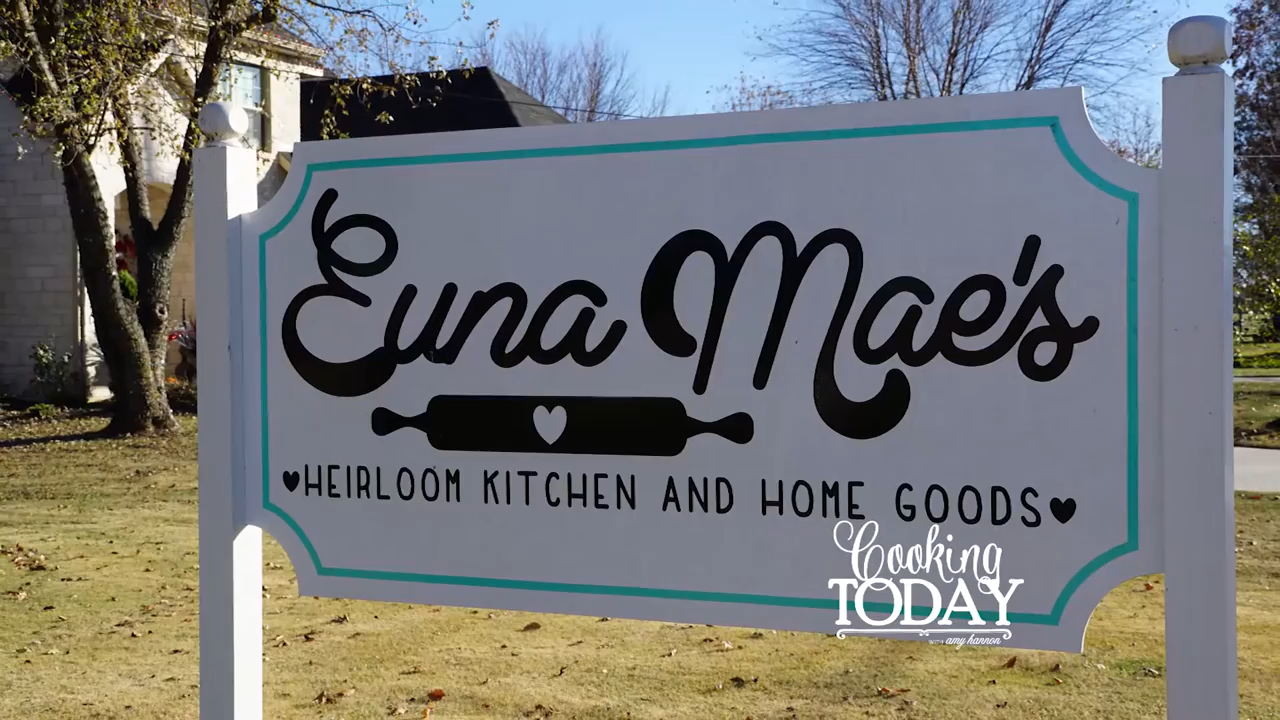 Euna Mae's
HEIRLOOM KITCHEN AND HOME GOODS
Cooking
TODAY
WITH amy hannon